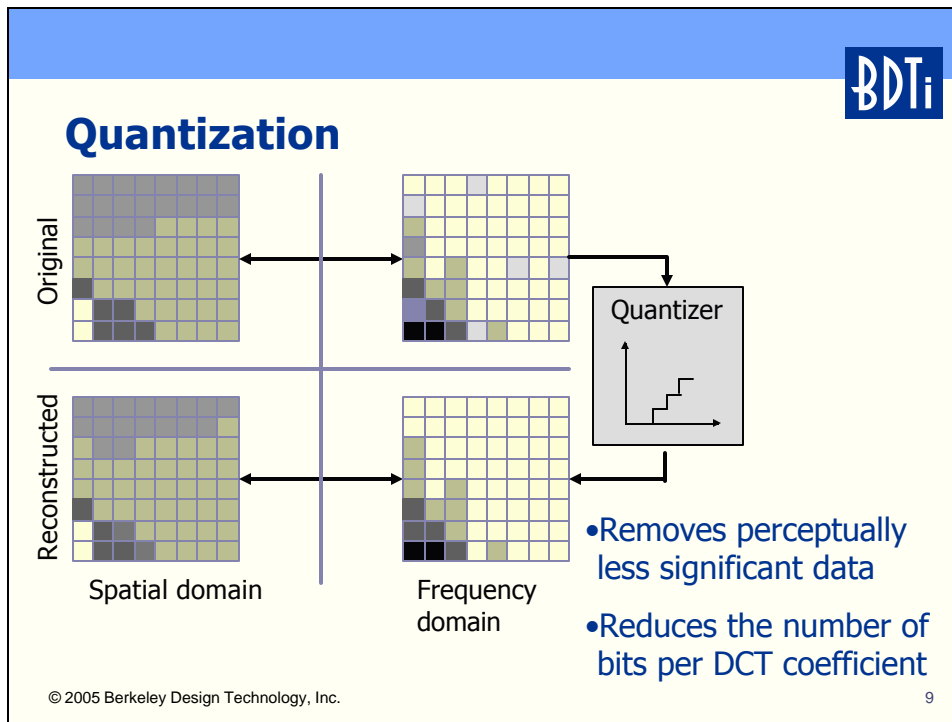 BDTi
Quantization
Original
Quantizer
Reconstructed
Spatial domain
Frequency
domain
•Removes perceptually
less significant data
•Reduces the number of
bits per DCT coefficient
© 2005 Berkeley Design Technology, Inc.
9